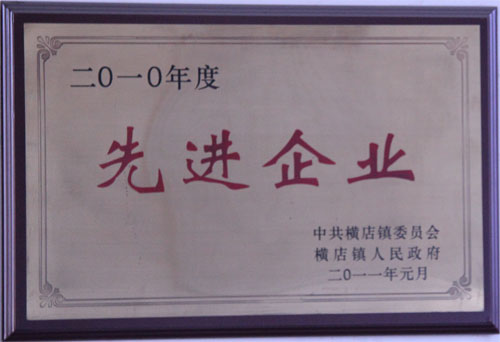 二〇一〇年度
先进企业
中共横店镇委员会
横店镇人民政府
二〇一一年元月